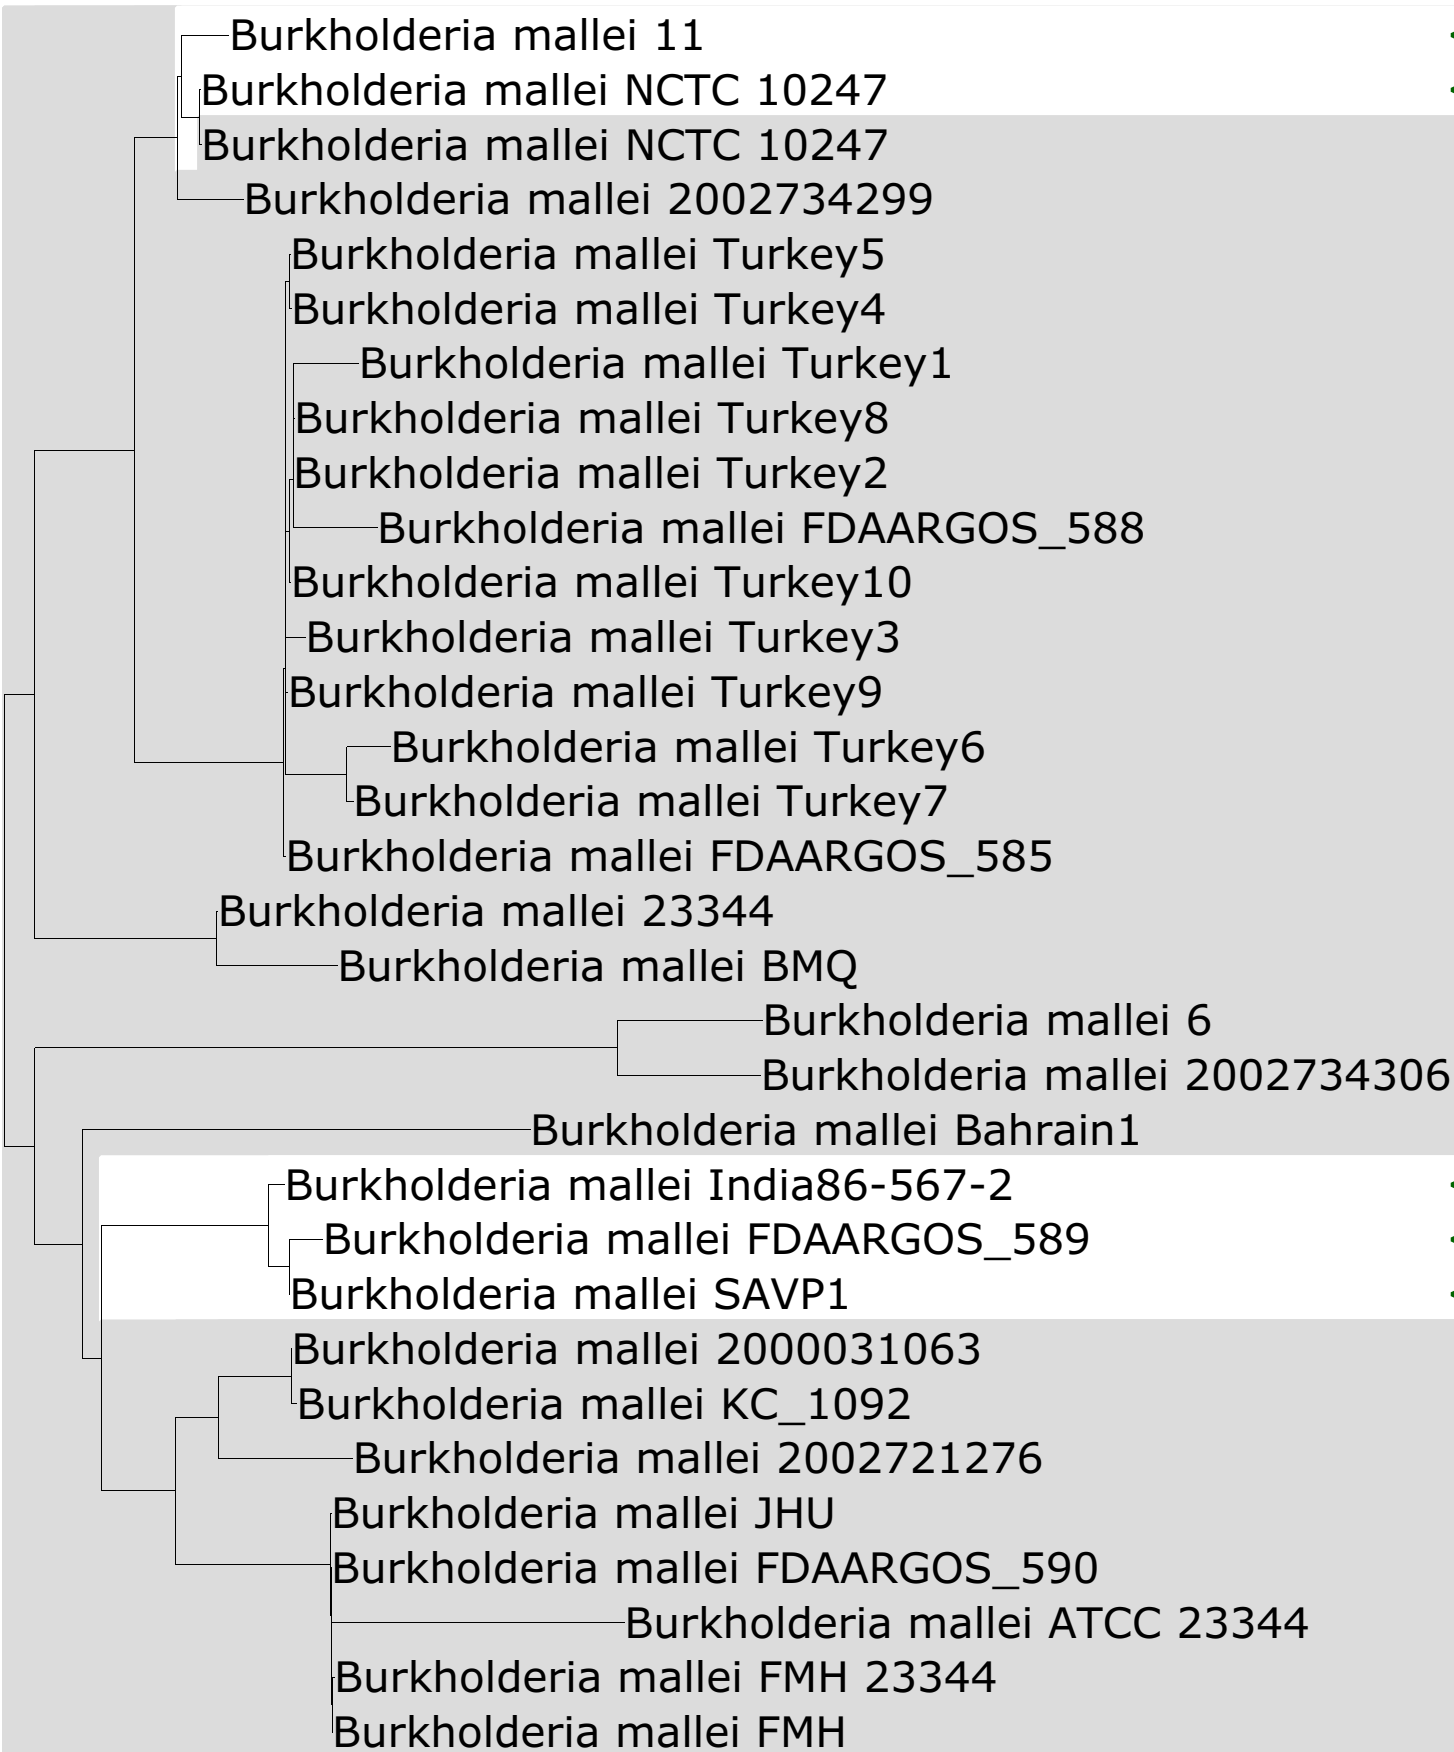 Burkholderia mallei 11
Burkholderia mallei NCTC 10247
Burkholderia mallei NCTC 10247
Burkholderia mallei 2002734299
Burkholderia mallei Turkey5
Burkholderia mallei Turkey4
Burkholderia mallei Turkey1
Burkholderia mallei Turkey8
Burkholderia mallei Turkey2
Burkholderia mallei FDAARGOS_588
Burkholderia mallei Turkey10
Burkholderia mallei Turkey3
Burkholderia mallei Turkey9
Burkholderia mallei Turkey6
Burkholderia mallei Turkey7
Burkholderia mallei FDAARGOS_585
Burkholderia mallei 23344
Burkholderia mallei BMQ
Burkholderia mallei 6
Burkholderia mallei 2002734306
Burkholderia mallei Bahrain1
Burkholderia mallei India86-567-2
Burkholderia mallei FDAARGOS_589
Burkholderia mallei SAVP1
Burkholderia mallei 2000031063
Burkholderia mallei KC_1092
Burkholderia mallei 2002721276
Burkholderia mallei JHU
Burkholderia mallei FDAARGOS_590
Burkholderia mallei ATCC 23344
Burkholderia mallei FMH 23344
Burkholderia mallei FMH